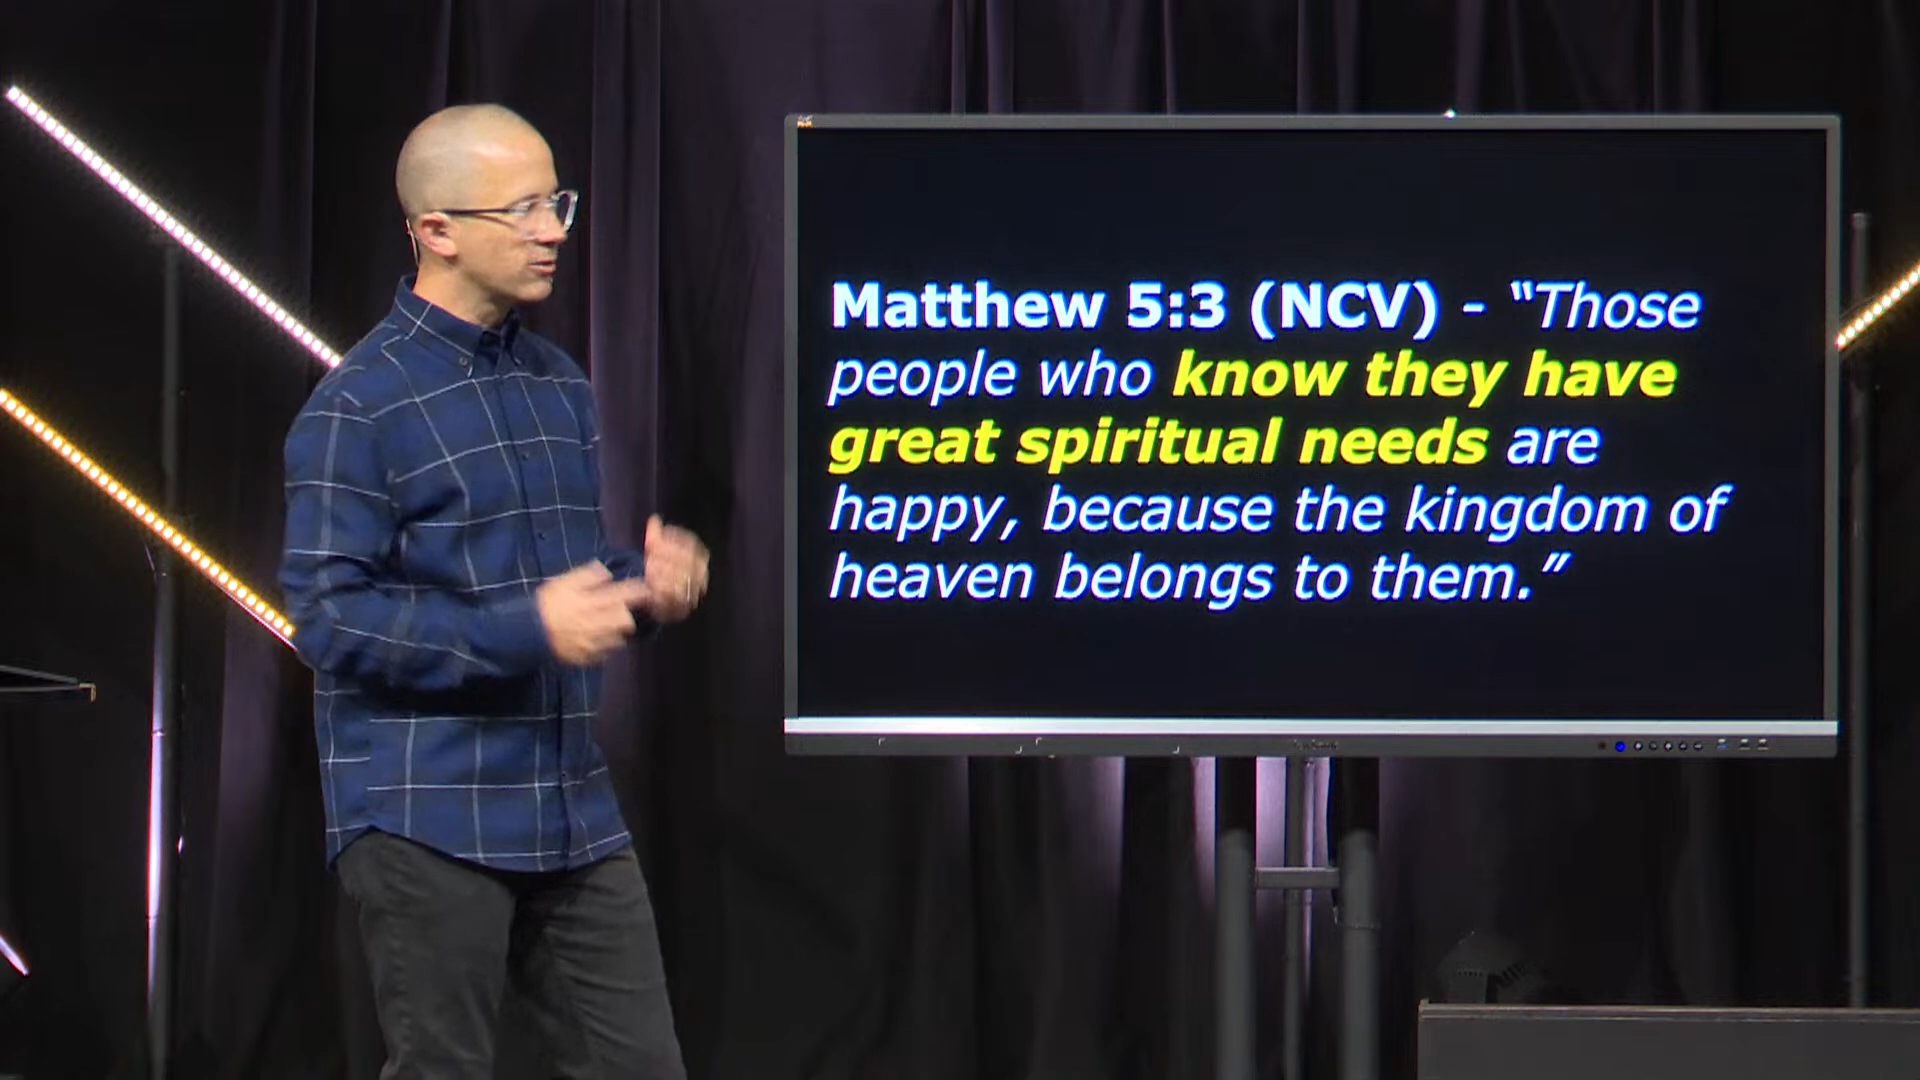 Matthew 5:3 (NCV) - “Those
people who know they have
great spiritual needs are
happy, because the kingdom of
heaven belongs to them.”